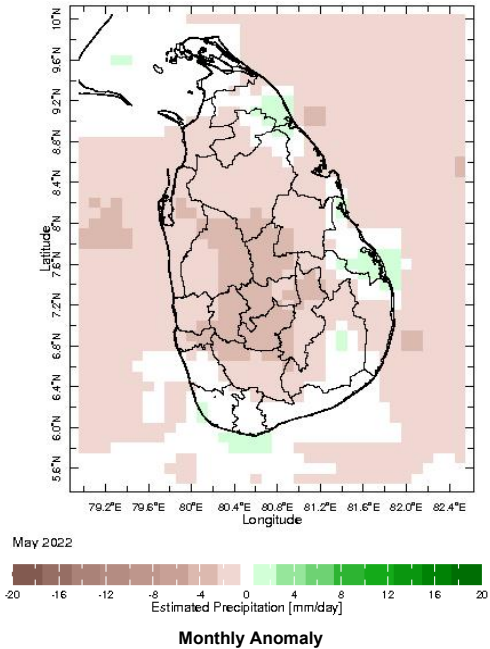 10°N
9.6°N
9.2°N
8.8°N
8.4°N
8°N
7.6°N
7.2°N
6.8°N
6.4°N
6.0°N
5.6°N
Latitude
79.2°E 79.6°E 80°E 80.4°E 80.8°E 81.2°E 81.6°E 82.0°E 82.4°E
Longitude
May 2022
-20 -16 -12 -8 -4 0 4 8 12 16 20
Estimated Precipitation [mm/day]
Monthly Anomaly